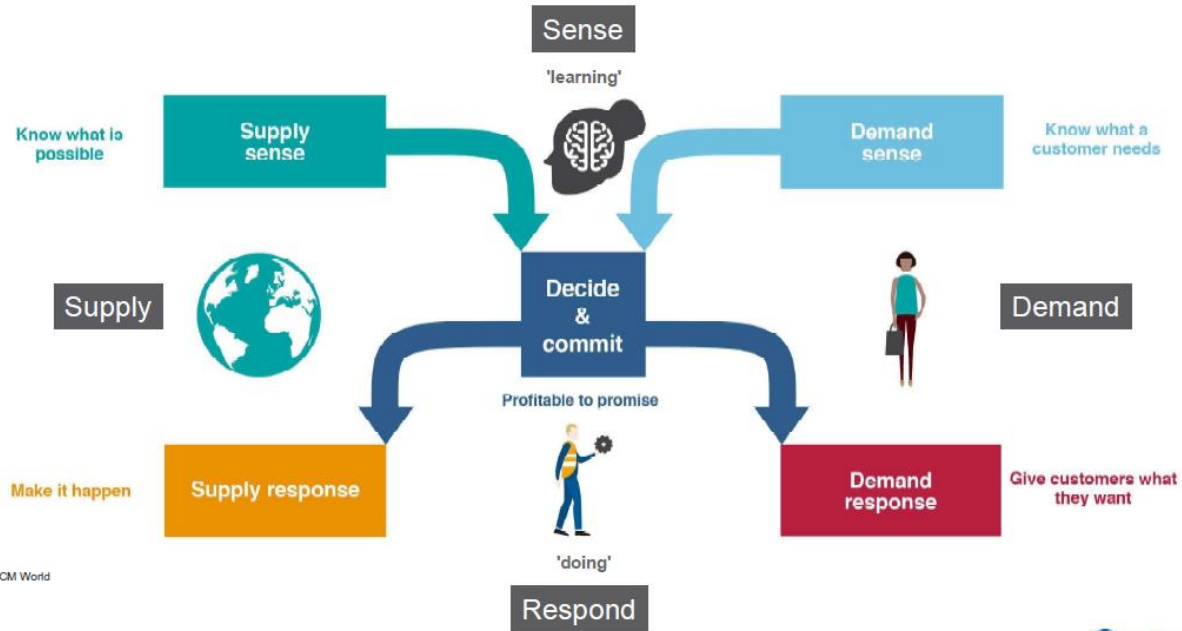 Sense
'learning'
Know what is
possible
Supply
sense
Demand
sense
Know what a
customer needs
Supply
Decide
&
commit
Demand
Profitable to promise
Make it happen
Supply response
Demand
response
Give customers what
they want
'doing'
CM World
Respond